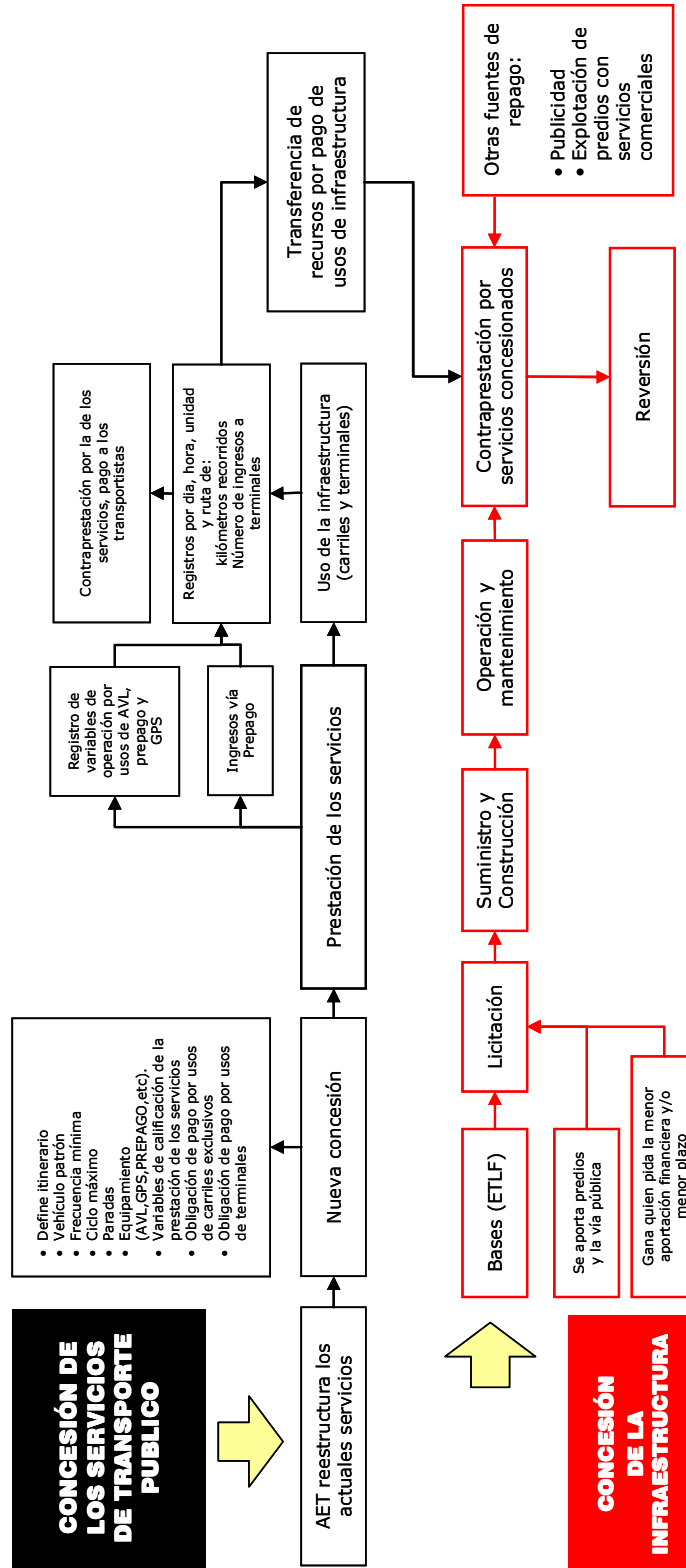 CONCESIÓN DE
LOS SERVICIOS
DE TRANSPORTE
PUBLICO
AET reestructura los
actuales servicios
• Define itinerario
• Vehículo patrón
• Frecuencia mínima
• Ciclo máximo
• Paradas
• Equipamiento
(AVL,GPS,PREPAGO,etc).
• Variables de calificación de la
prestación de los servicios
• Obligación de pago por usos
de carriles exclusivos
• Obligación de pago por usos
de terminales
Nueva concesión
Prestación de los servicios
Registro de
variables de
operación por
usos de AVL,
prepago y
GPS
Ingresos vía
Prepago
Contraprestación por la de los
servicios, pago a los
transportistas
Registros por dia, hora, unidad
y ruta de:
kilómetros recorridos
Número de ingresos a
terminales
Uso de la infraestructura
(carriles y terminales)
Transferencia de
recursos por pago de
usos de infraestructura
CONCESIÓN
DE LA
INFRAESTRUCTURA
Bases (ETLF)
Se aporta predios
y la vía pública
Gana quien pida la menor
aportación financiera y/o
menor plazo
Licitación
Suministro y
Construcción
Operación y
mantenimiento
Contraprestación por
servicios concesionados
Otras fuentes de
repago:
• Publicidad
• Explotación de
predios con
servicios
comerciales
Reversión